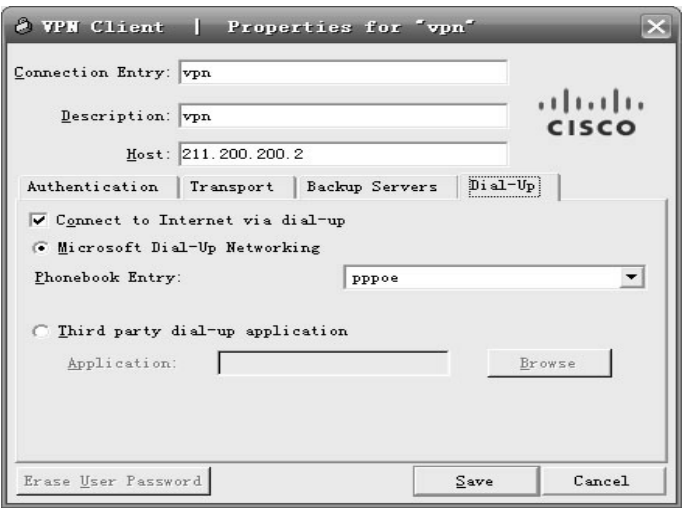 VPN Client | Properties for "vpn"
Connection Entry: vpn
Description: vpn
Host: 211.200.200.2
CISCO
Authentication Transport Backup Servers Dial-Up
Connect to Internet via dial-up
Microsoft Dial-Up Networking
Phonebook Entry: pppoe
Third party dial-up application
Application: Browse
Erase User Password Save Cancel